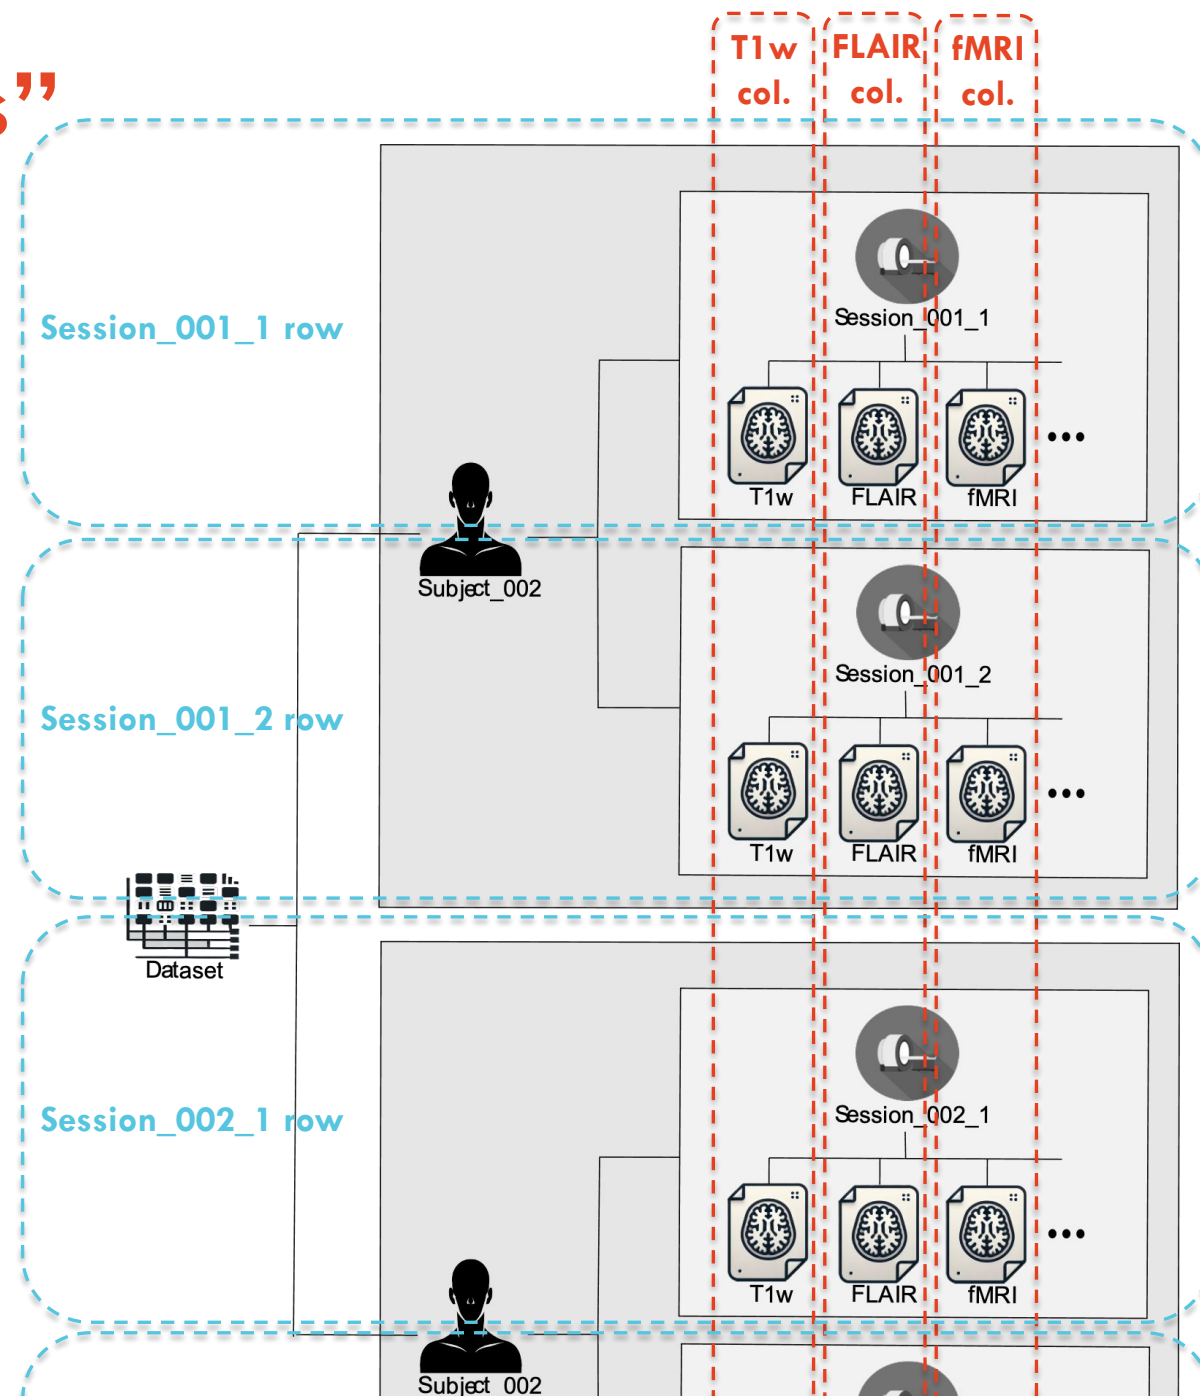 T1w
col.
FLAIR
col.
fMRI
col.
s”
Session_001_1 row
Session_001_1
T1w
FLAIR
fMRI
Subject_002
Session_001_2 row
Session_001_2
T1w
FLAIR
fMRI
Dataset
Session_002_1 row
Session_002_1
T1w
FLAIR
fMRI
Subject_002